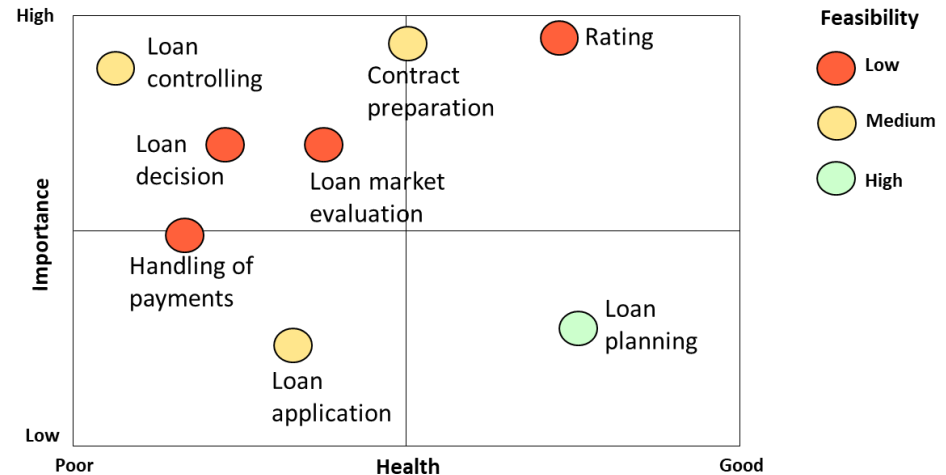 High
Loan
controlling
Contract
preparation
Rating
Loan
decision
Loan market
evaluation
Importance
Handling of
payments
Loan
application
Loan
planning
Low
Poor
Health
Good
Feasibility
Low
Medium
High